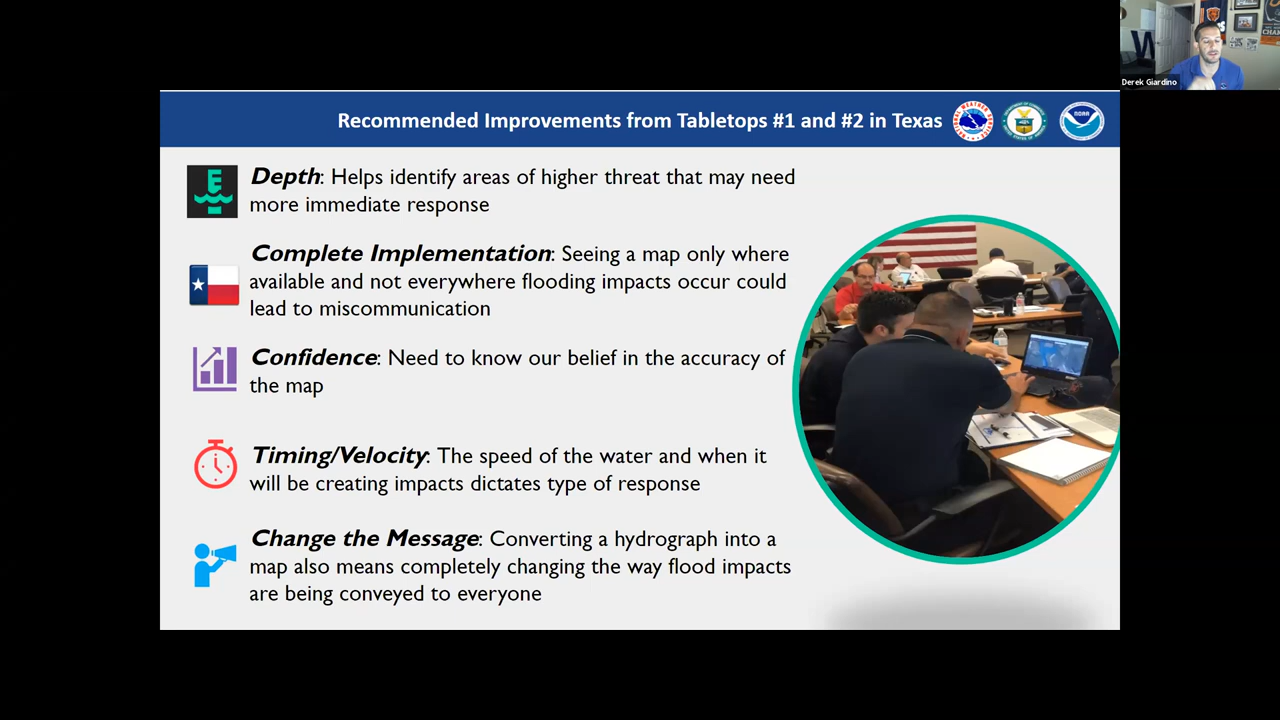 Derek Giardino
Recommended Improvements from Tabletops #1 and #2 in Texas
NOAA
Depth: Helps identify areas of higher threat that may need
more immediate response
Complete Implementation: Seeing a map only where
available and not everywhere flooding impacts occur could
lead to miscommunication
Confidence: Need to know our belief in the accuracy of
the map
Timing/Velocity: The speed of the water and when it
will be creating impacts dictates type of response
Change the Message: Converting a hydrograph into a
map also means completely changing the way flood impacts
are being conveyed to everyone